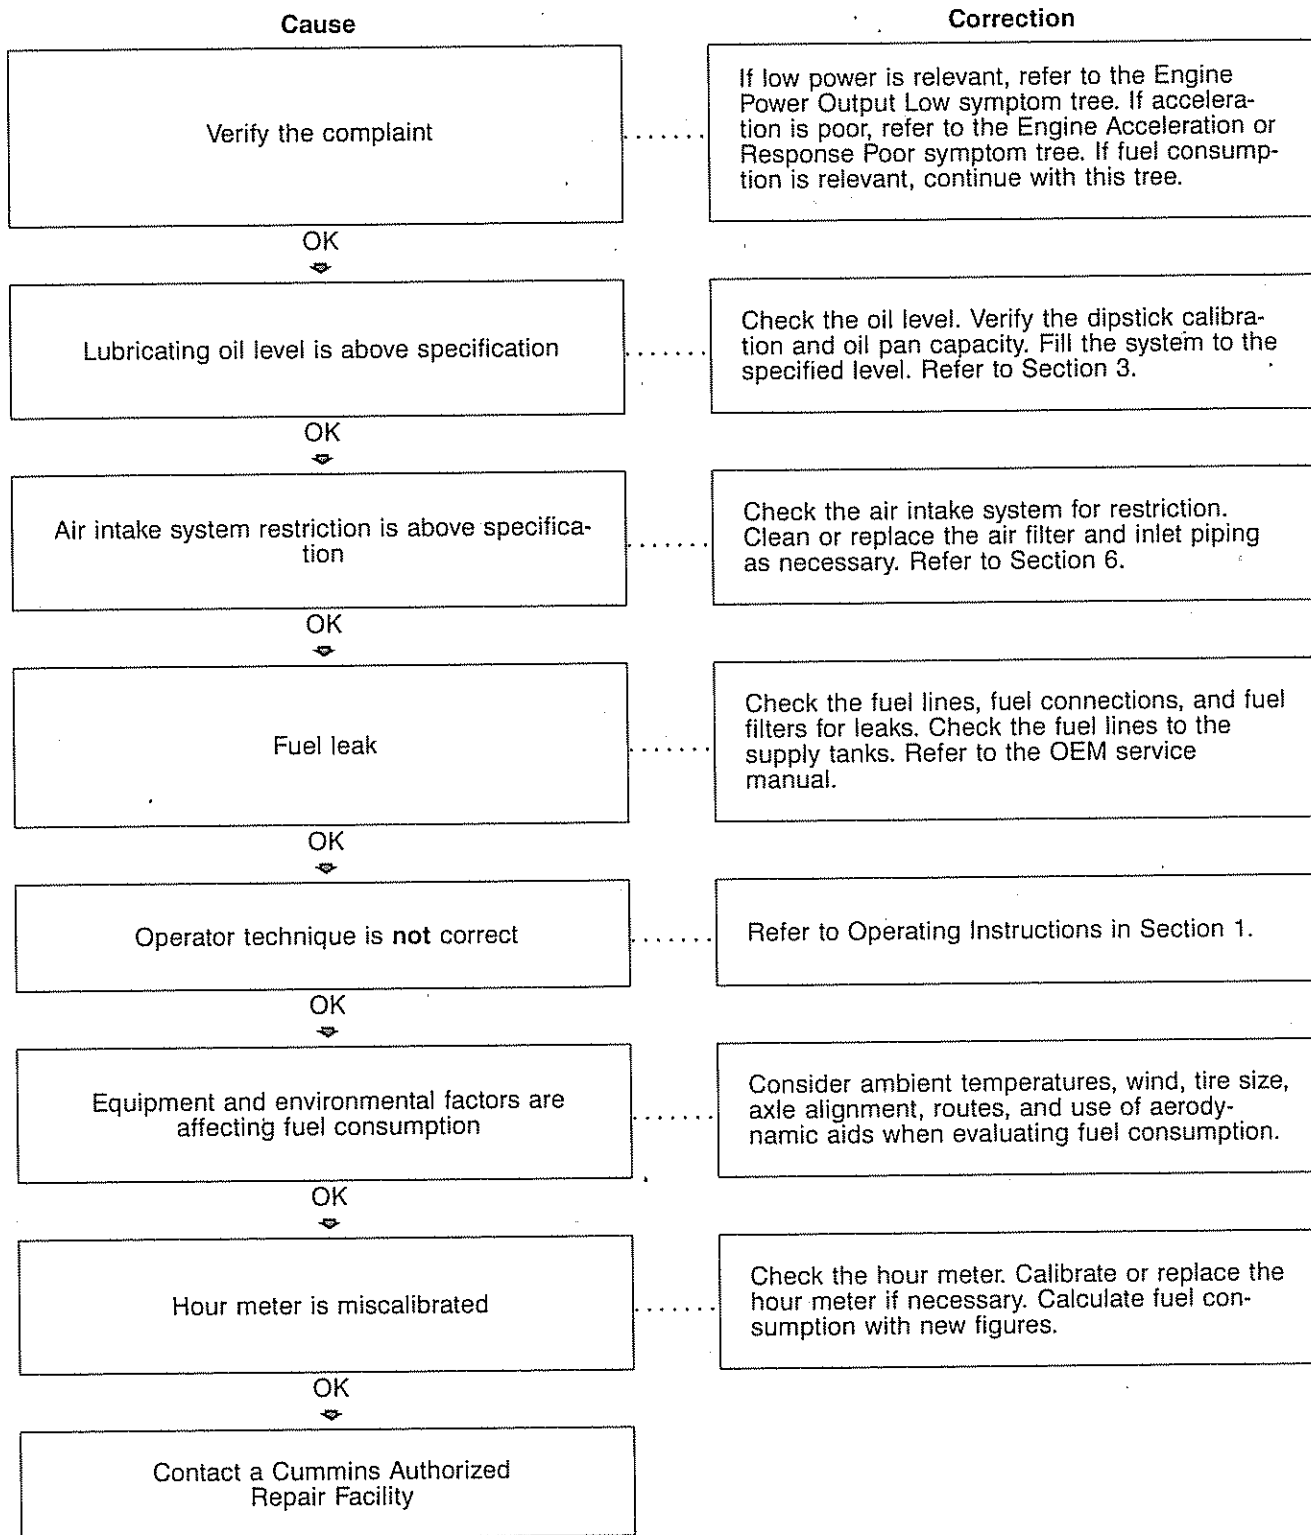 Cause
Correction
Verify the complaint
If low power is relevant, refer to the Engine
Power Output Low symptom tree. If accelera-
tion is poor, refer to the Engine Acceleration or
Response Poor symptom tree. If fuel consump-
tion is relevant, continue with this tree.
OK
Lubricating oil level is above specification
Check the oil level. Verify the dipstick calibra-
tion and oil pan capacity. Fill the system to the
specified level. Refer to Section 3.
OK
Air intake system restriction is above specifica-
tion
Check the air intake system for restriction.
Clean or replace the air filter and inlet piping
as necessary. Refer to Section 6.
OK
Fuel leak
Check the fuel lines, fuel connections, and fuel
filters for leaks. Check the fuel lines to the
supply tanks. Refer to the OEM service
manual.
OK
Operator technique is not correct
Refer to Operating Instructions in Section 1.
OK
Equipment and environmental factors are
affecting fuel consumption
Consider ambient temperatures, wind, tire size,
axle alignment, routes, and use of aerody-
namic aids when evaluating fuel consumption.
OK
Hour meter is miscalibrated
Check the hour meter. Calibrate or replace the
hour meter if necessary. Calculate fuel con-
sumption with new figures.
OK
Contact a Cummins Authorized
Repair Facility